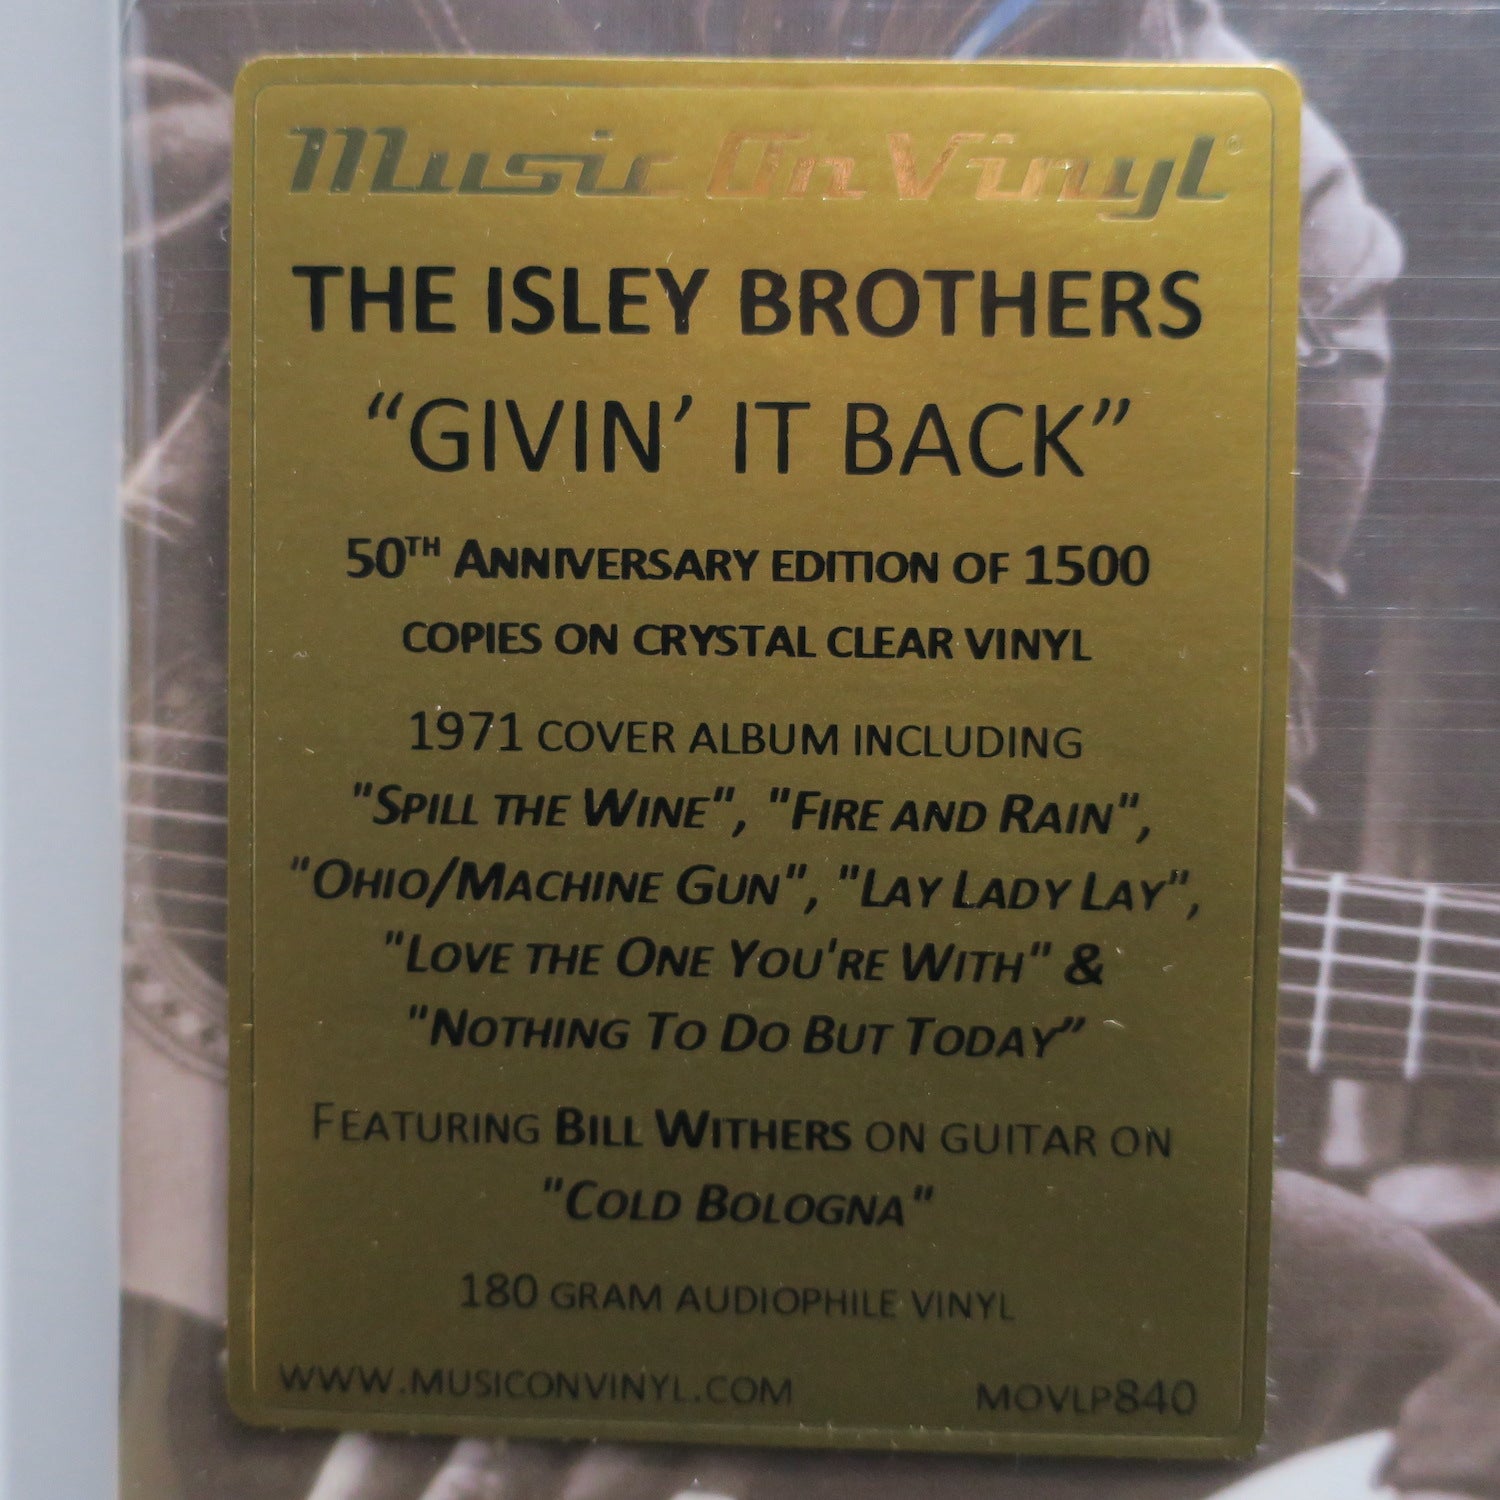 Music On Vinyl®
THE ISLEY BROTHERS
“GIVIN’ IT BACK”
50TH ANNIVERSARY EDITION OF 1500
COPIES ON CRYSTAL CLEAR VINYL
1971 COVER ALBUM INCLUDING
"SPILL THE WINE", "FIRE AND RAIN",
"OHIO/MACHINE GUN", "LAY LADY LAY",
"LOVE THE ONE YOU'RE WITH" &
"NOTHING TO DO BUT TODAY”
FEATURING BILL WITHERS ON GUITAR ON
"COLD BOLOGNA"
180 GRAM AUDIOPHILE VINYL
WWW.MUSICONVINYL.COM MOVLP840